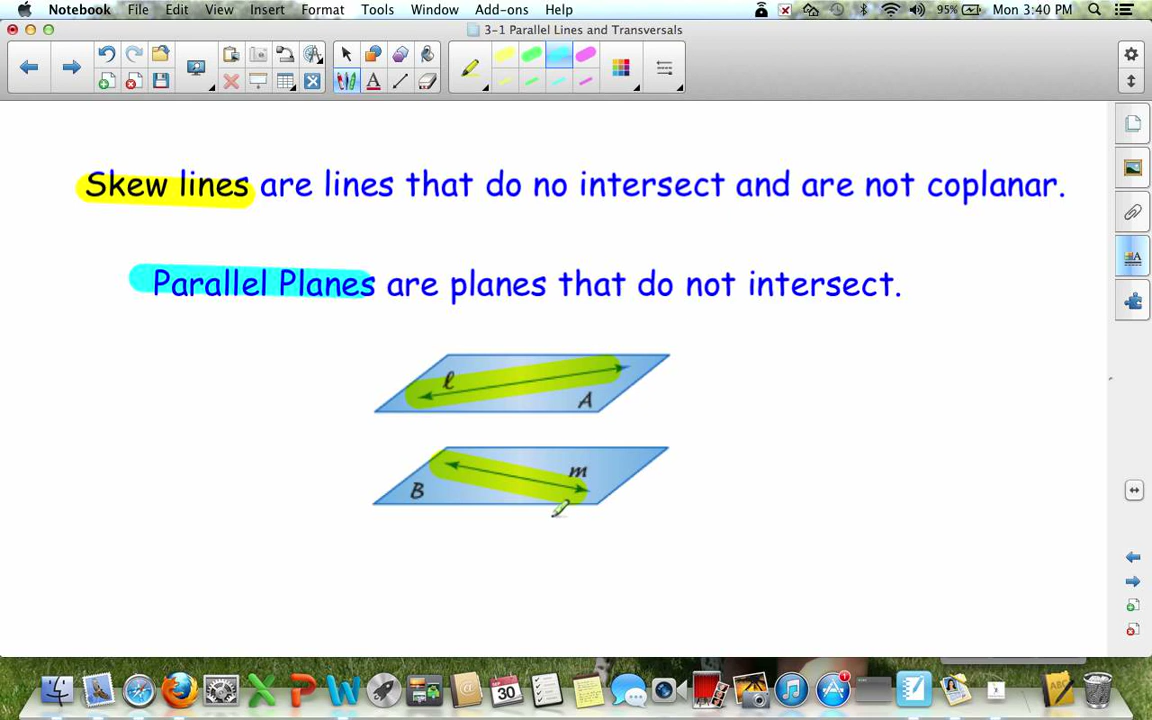 Notebook File Edit View Insert Format Tools Window Add-ons Help 95% Mon 3:40 PM
3-1 Parallel Lines and Transversals
Skew lines are lines that do no intersect and are not coplanar.
Parallel Planes are planes that do not intersect.
ℓ
A
m
B